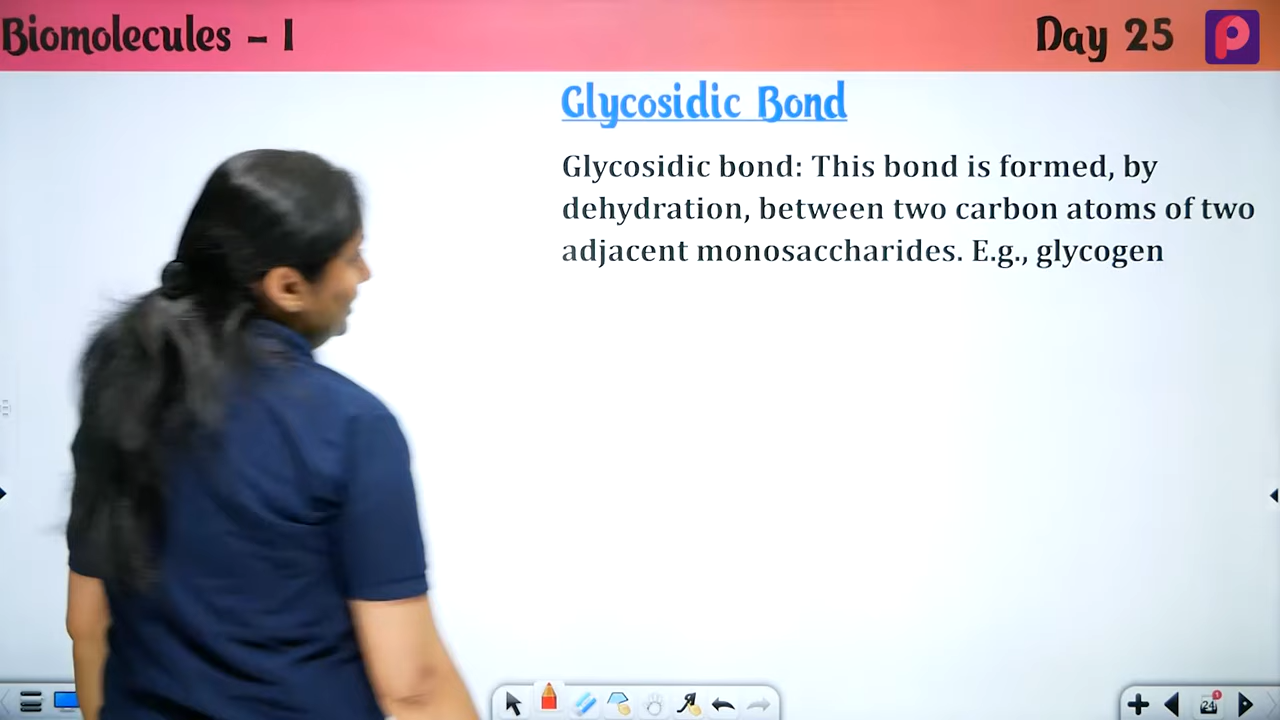 Biomolecules – I
Day 25
Glycosidic Bond
Glycosidic bond: This bond is formed, by
dehydration, between two carbon atoms of two
adjacent monosaccharides. E.g., glycogen
24